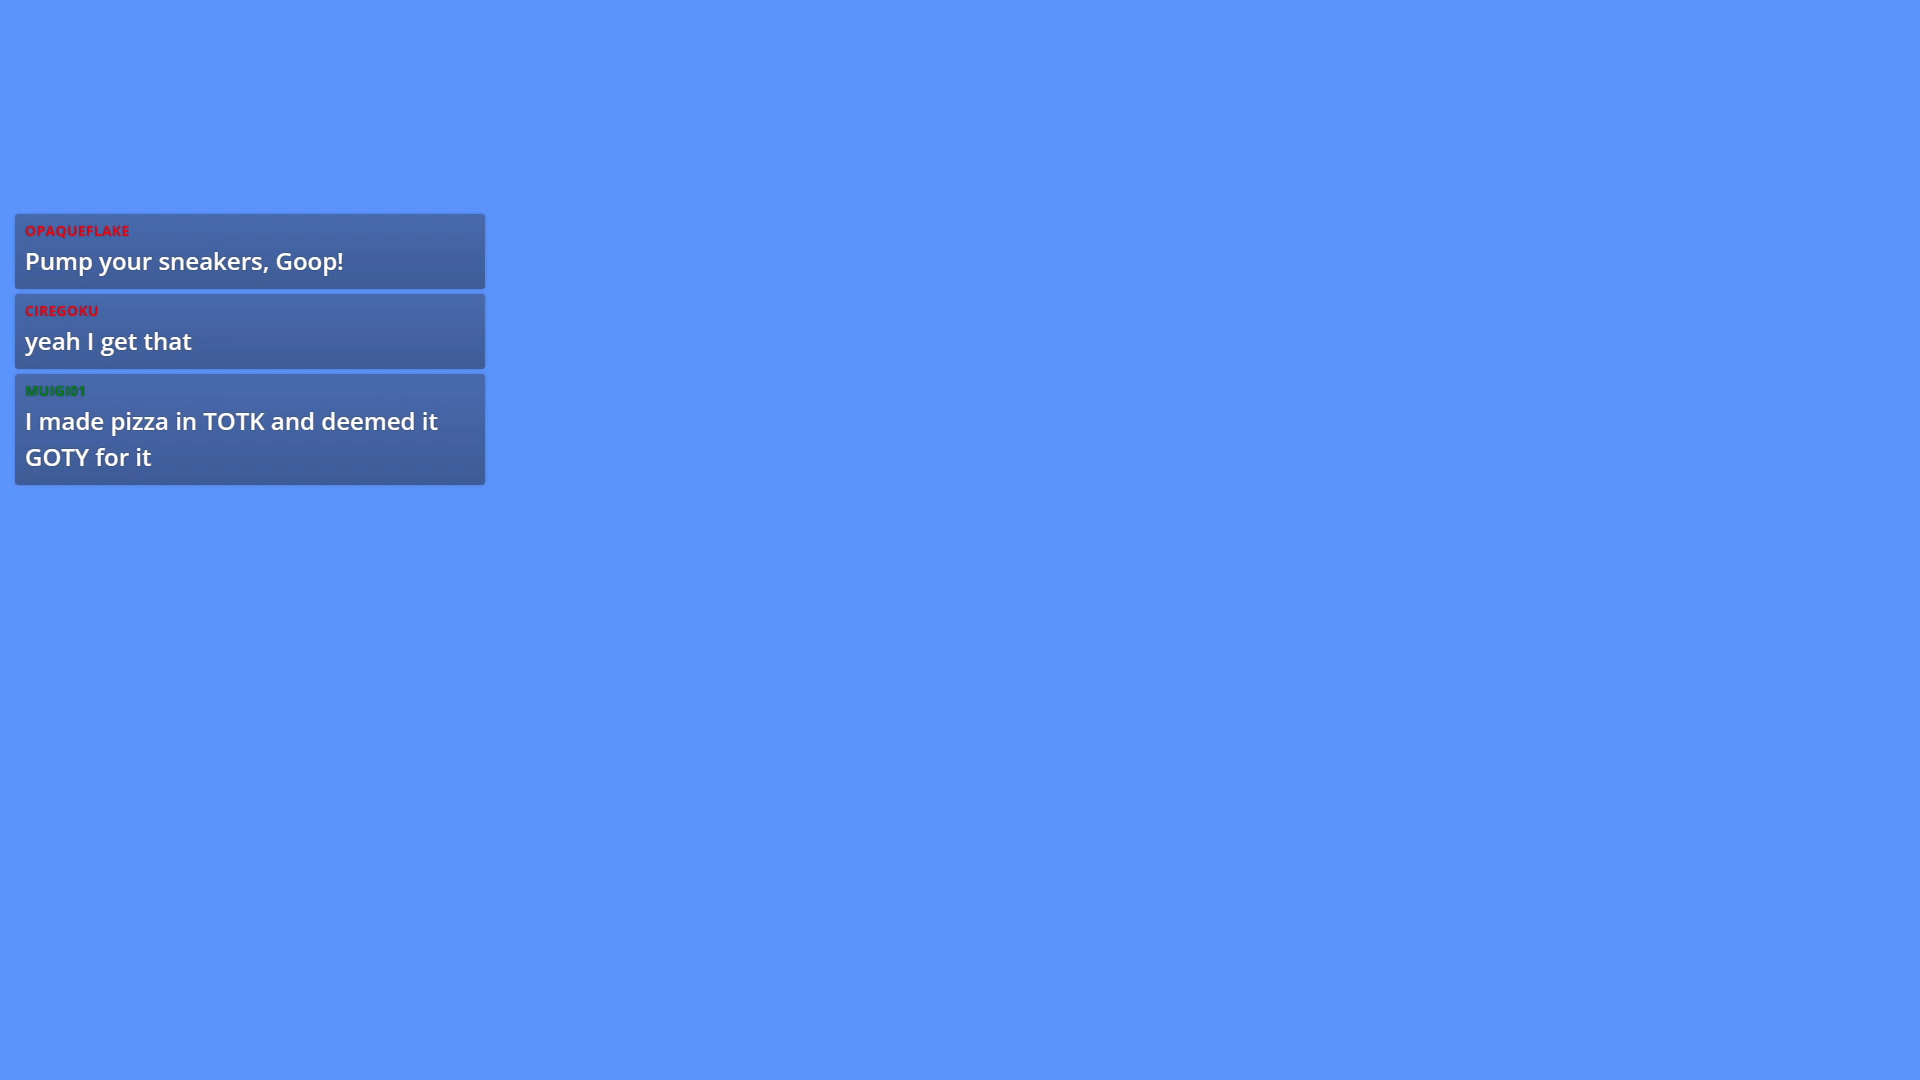 OPAQUEFLAKE
Pump your sneakers, Goop!
CIREGOKU
yeah I get that
MUIGI01
I made pizza in TOTK and deemed it
GOTY for it